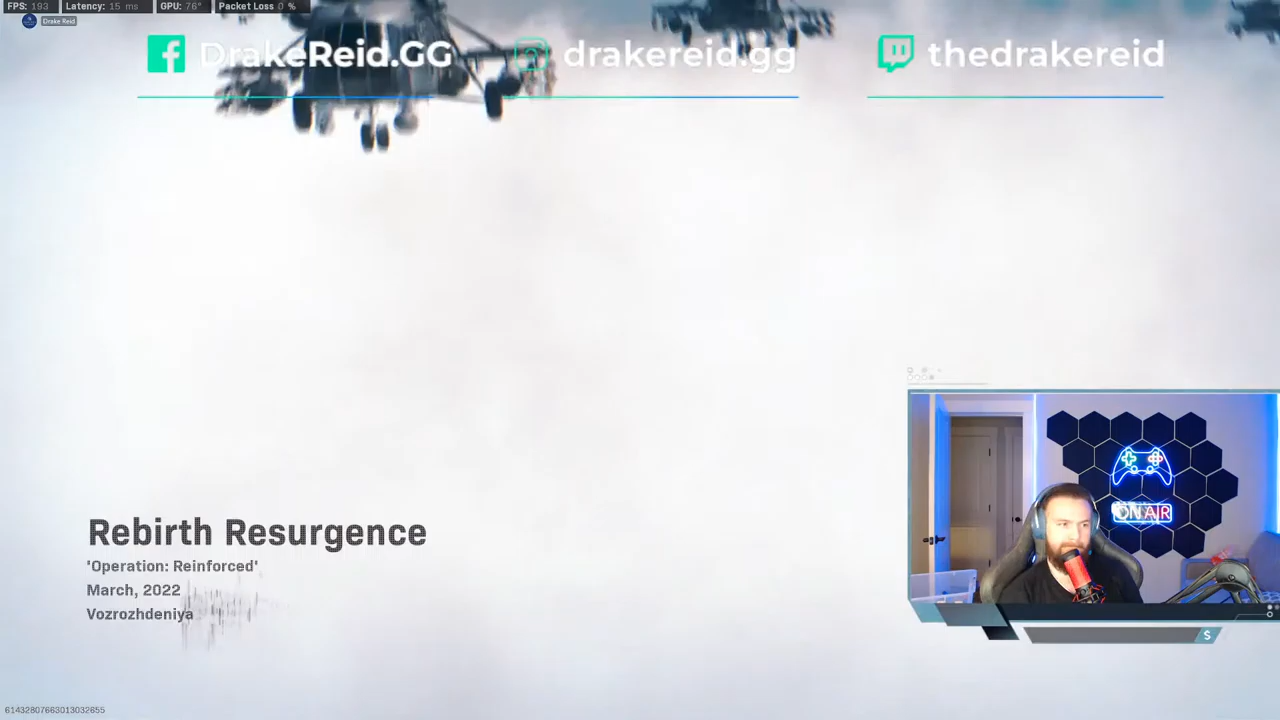 FPS: 193 Latency: 15 ms GPU: 76° Packet Loss 0 %
Drake Reid
DrakeReid.GG drakereid.gg thedrakereid
ON AIR
Rebirth Resurgence
'Operation: Reinforced'
March, 2022
Vozrozhdeniya
$
61432807663013032655